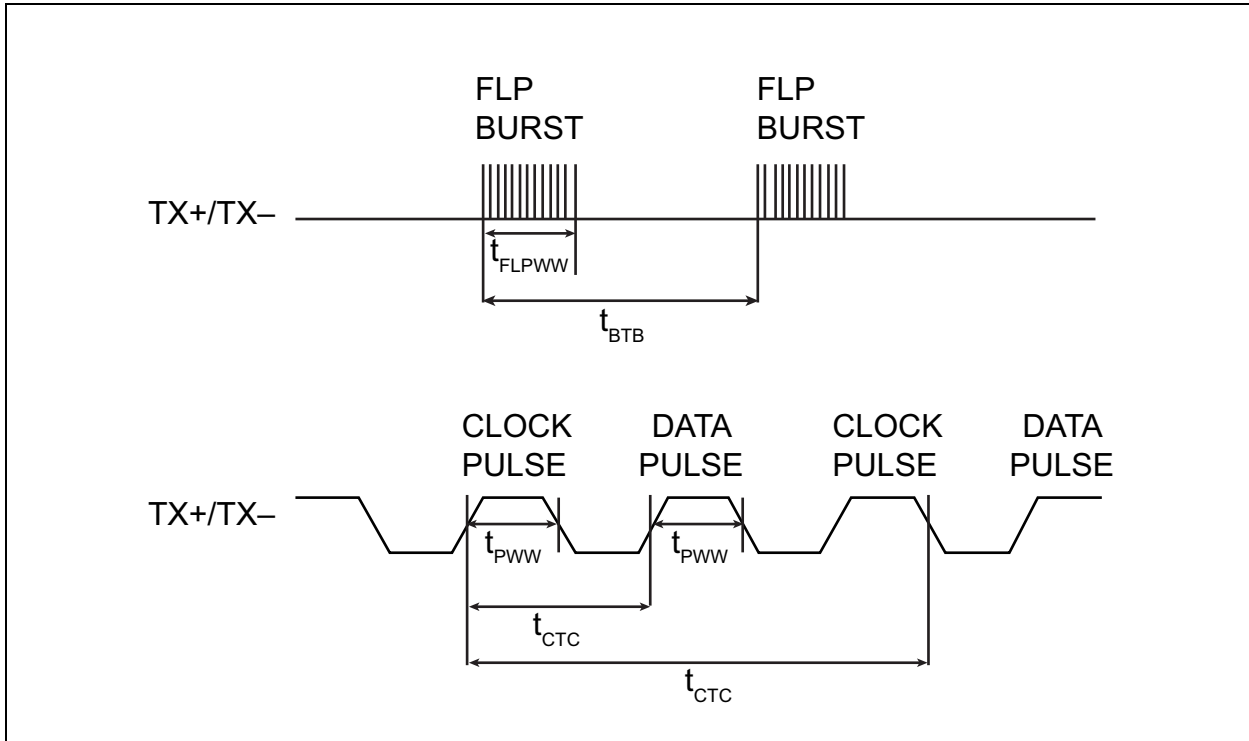 FLP
BURST
FLP
BURST
TX+/TX–
tFLPWW
tBTB
CLOCK
PULSE
DATA
PULSE
CLOCK
PULSE
DATA
PULSE
TX+/TX–
tPWW
tPWW
tCTC
tCTC